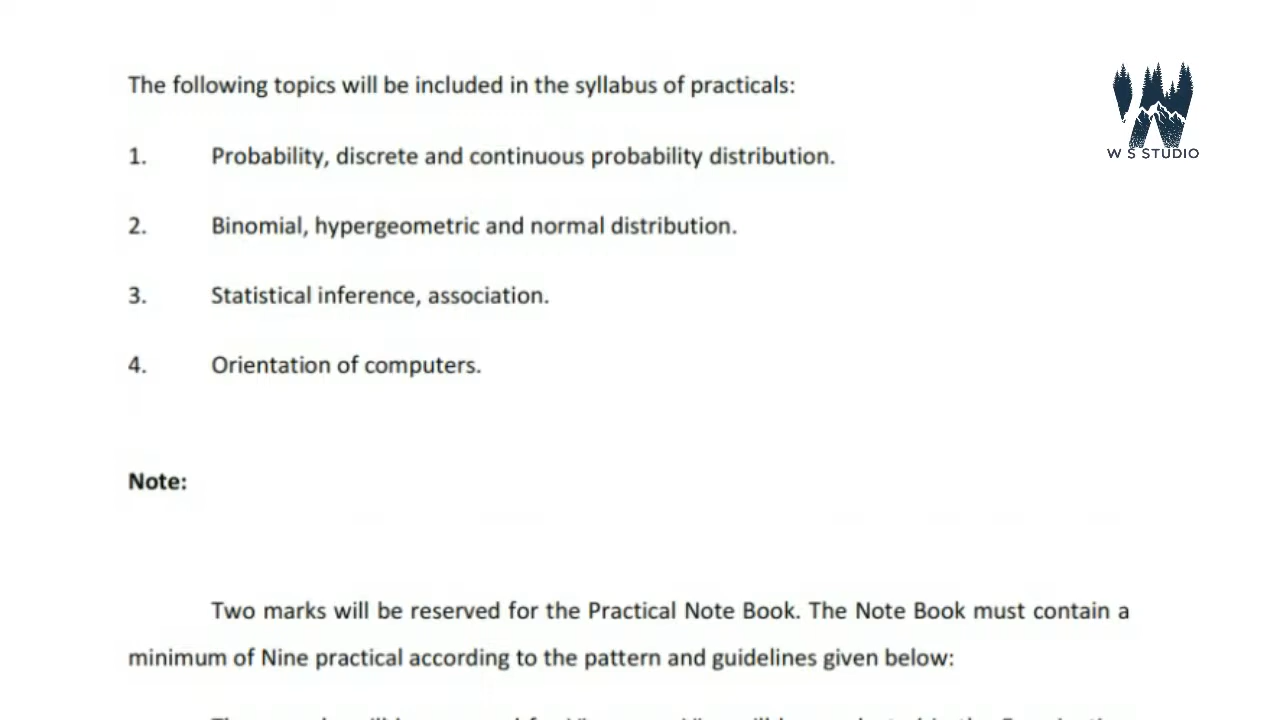 The following topics will be included in the syllabus of practicals:
W S STUDIO
1. Probability, discrete and continuous probability distribution.
2. Binomial, hypergeometric and normal distribution.
3. Statistical inference, association.
4. Orientation of computers.
Note:
Two marks will be reserved for the Practical Note Book. The Note Book must contain a
minimum of Nine practical according to the pattern and guidelines given below: